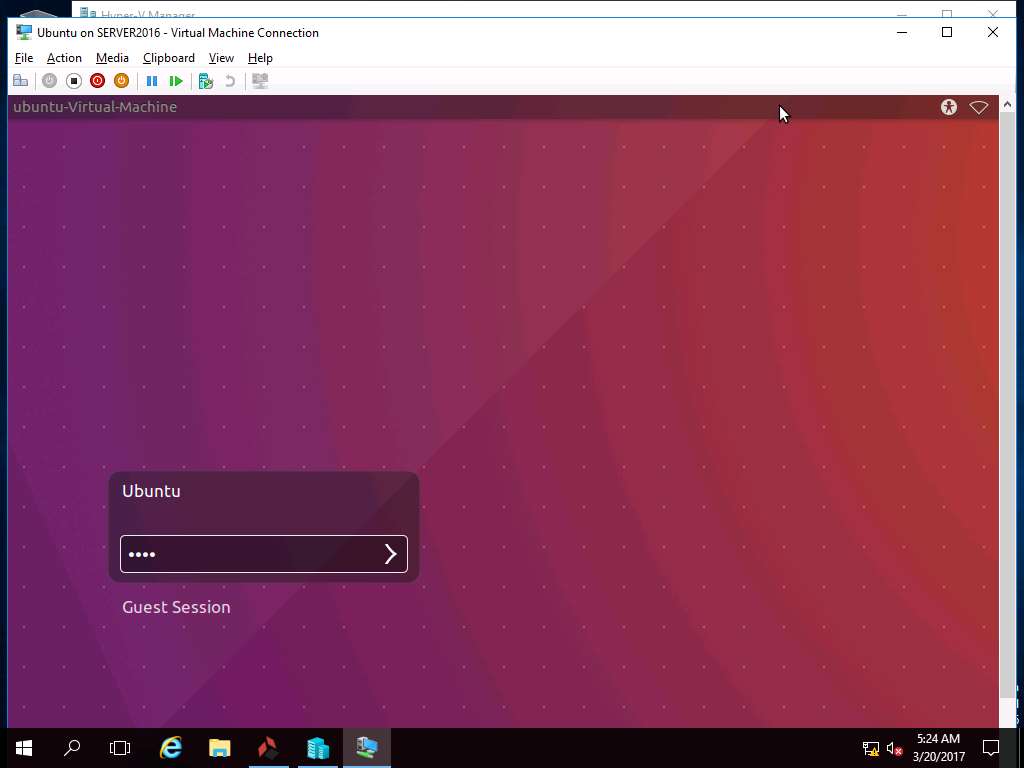 Hyper-V Manager
Ubuntu on SERVER2016 - Virtual Machine Connection
File Action Media Clipboard View Help
ubuntu-Virtual-Machine
Ubuntu
••••
Guest Session
5:24 AM
3/20/2017